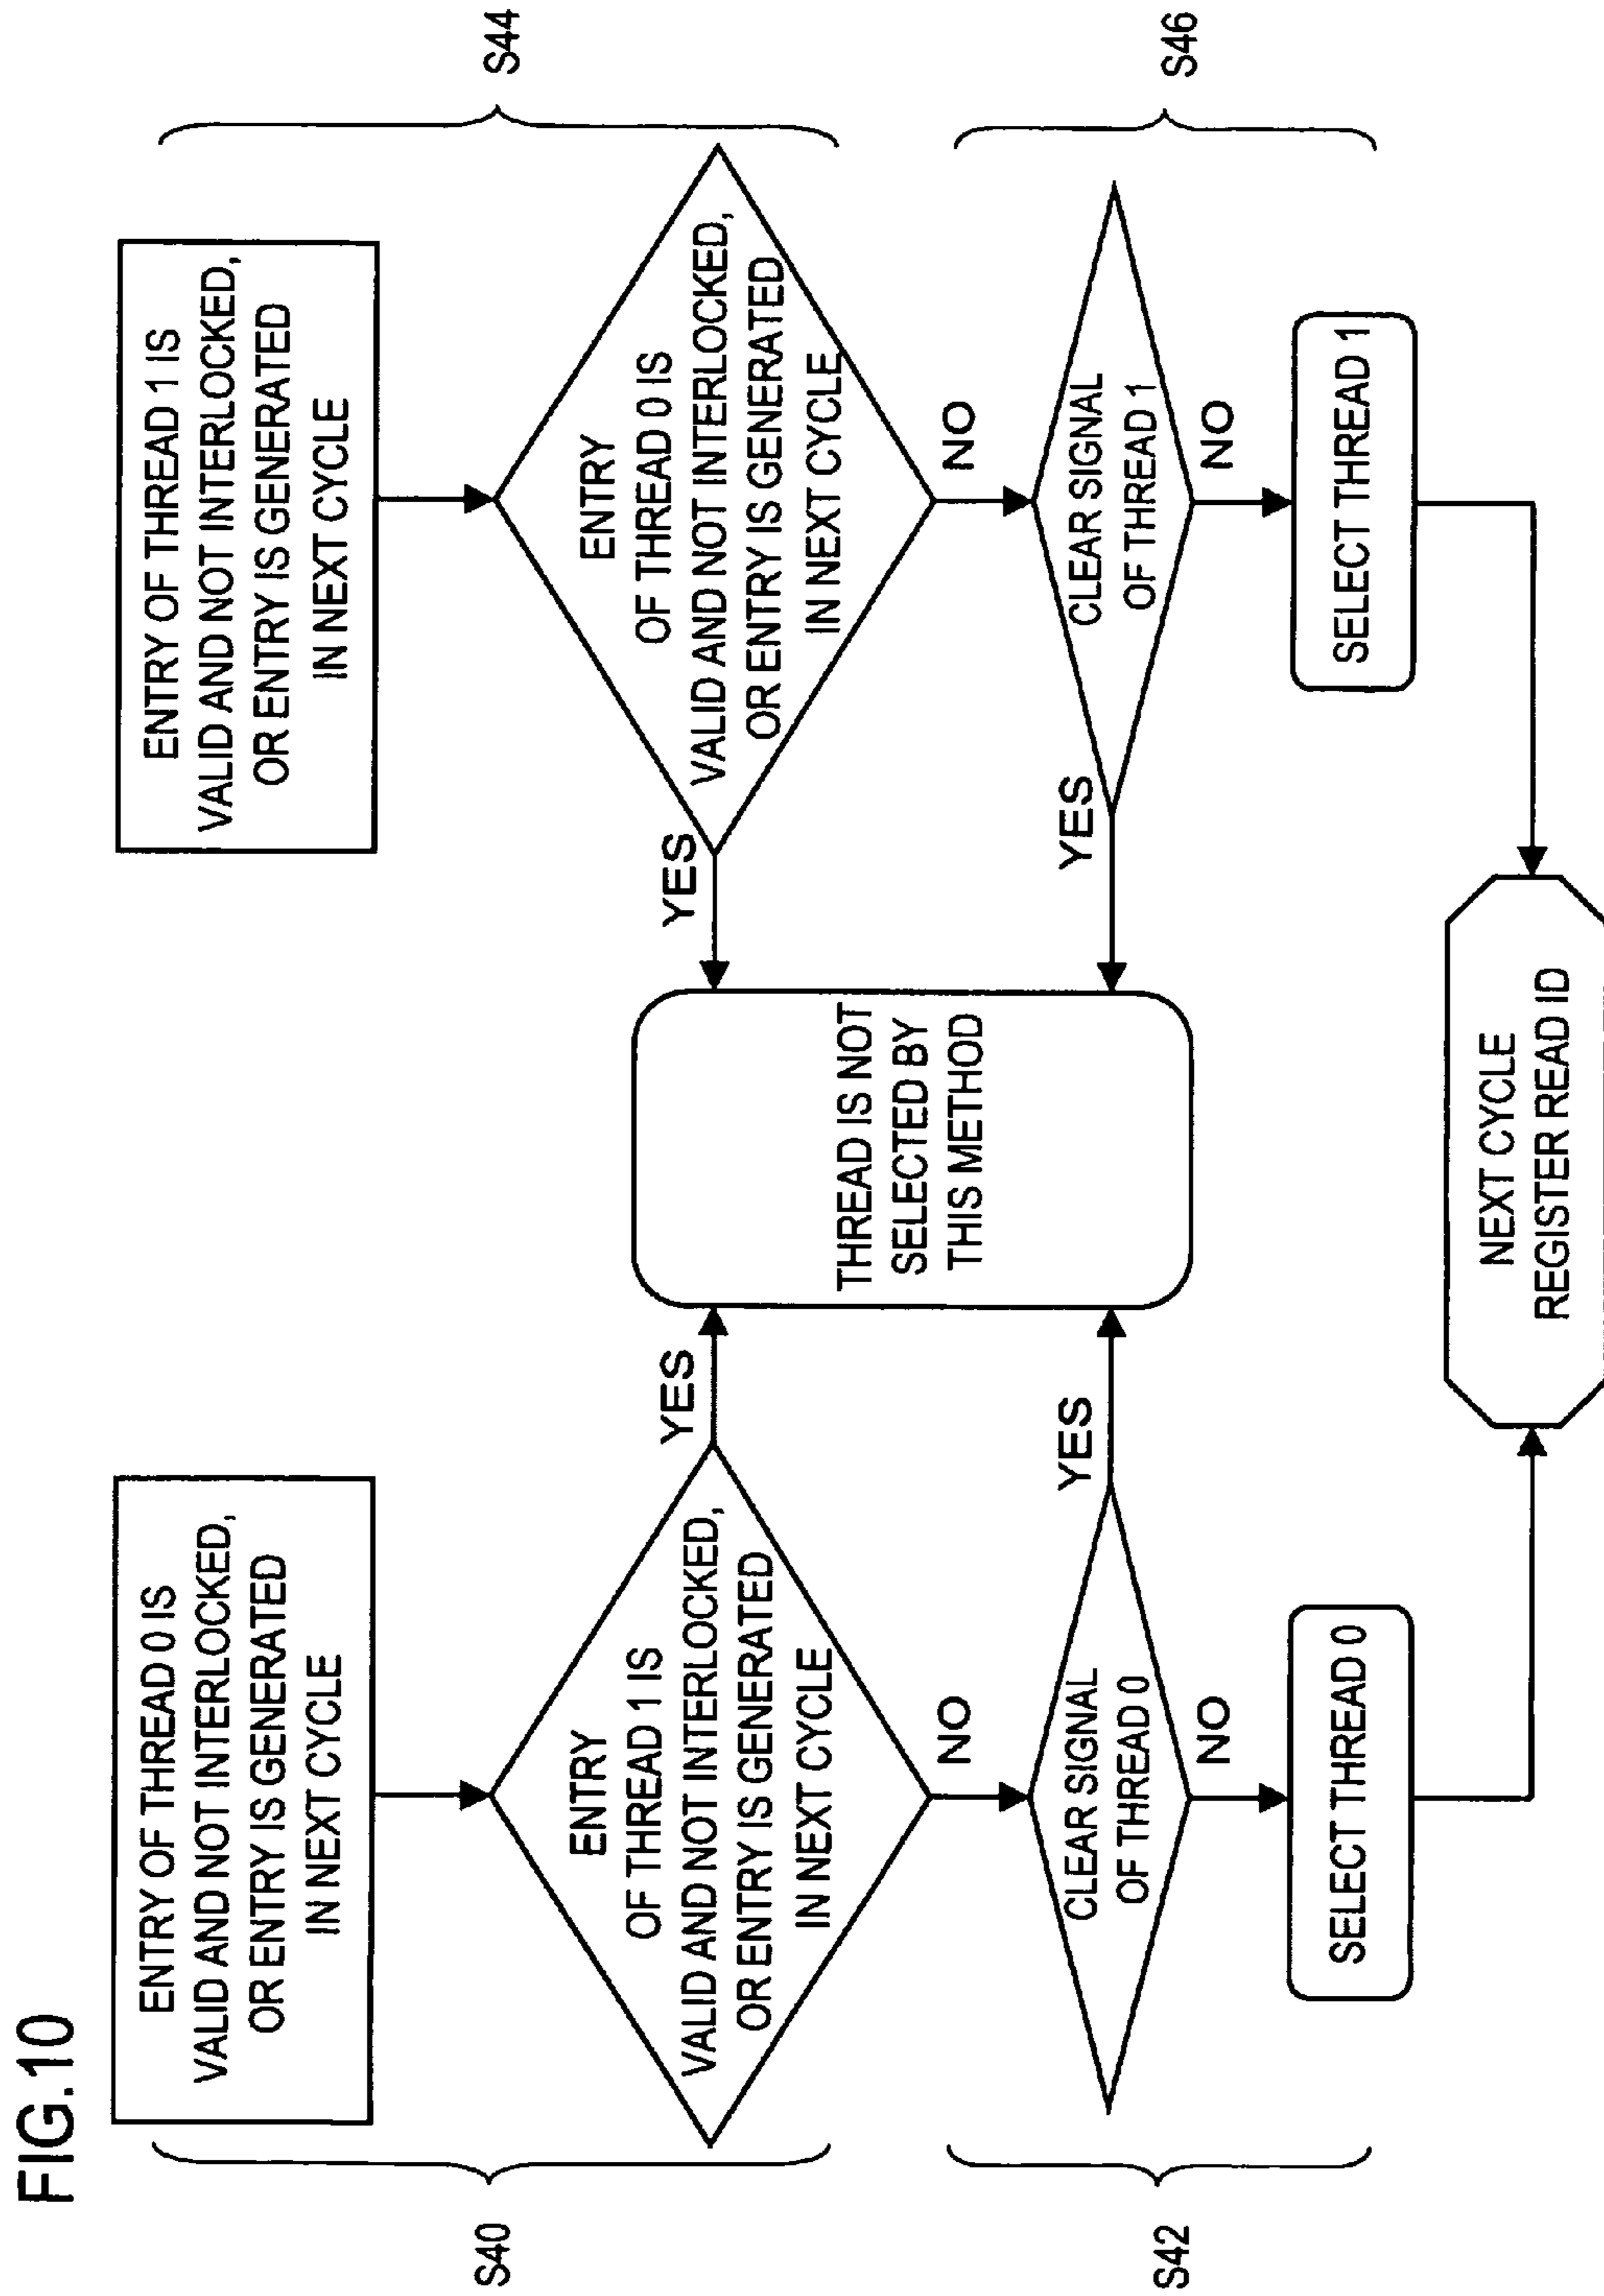 FIG.10
S40
ENTRY OF THREAD 0 IS
VALID AND NOT INTERLOCKED,
OR ENTRY IS GENERATED
IN NEXT CYCLE
ENTRY
OF THREAD 1 IS
VALID AND NOT INTERLOCKED,
OR ENTRY IS GENERATED
IN NEXT CYCLE
YES
NO
S42
CLEAR SIGNAL
OF THREAD 0
YES
NO
SELECT THREAD 0
THREAD IS NOT
SELECTED BY
THIS METHOD
NEXT CYCLE
REGISTER READ ID
ENTRY OF THREAD 1 IS
VALID AND NOT INTERLOCKED,
OR ENTRY IS GENERATED
IN NEXT CYCLE
S44
ENTRY
OF THREAD 0 IS
VALID AND NOT INTERLOCKED,
OR ENTRY IS GENERATED
IN NEXT CYCLE
YES
NO
CLEAR SIGNAL
OF THREAD 1
S46
YES
NO
SELECT THREAD 1